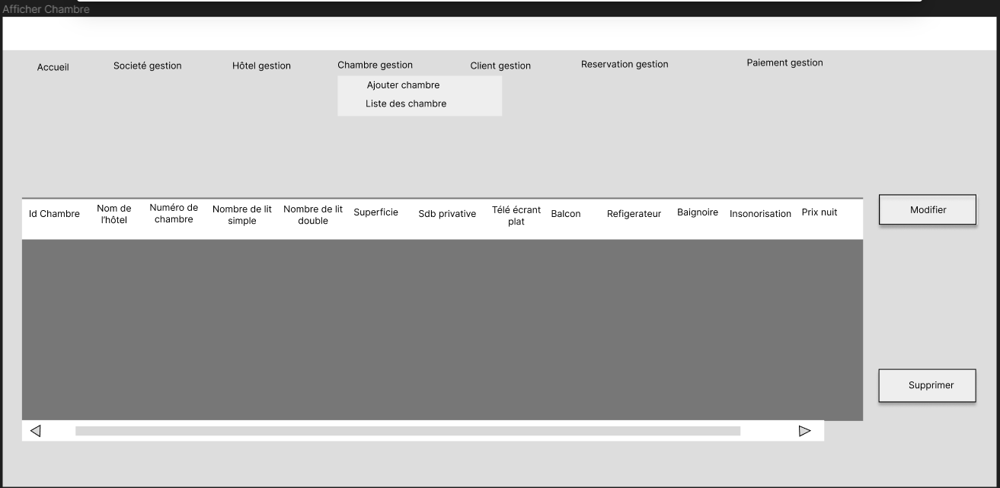 Afficher Chambre
Accueil
Societé gestion
Hôtel gestion
Chambre gestion
Client gestion
Reservation gestion
Paiement gestion
Ajouter chambre
Liste des chambre
Id Chambre
Nom de
l'hôtel
Numéro de
chambre
Nombre de lit
simple
Nombre de lit
double
Superficie
Sdb privative
Télé écrant
plat
Balcon
Refigerateur
Baignoire
Insonorisation
Prix nuit
Modifier
Supprimer